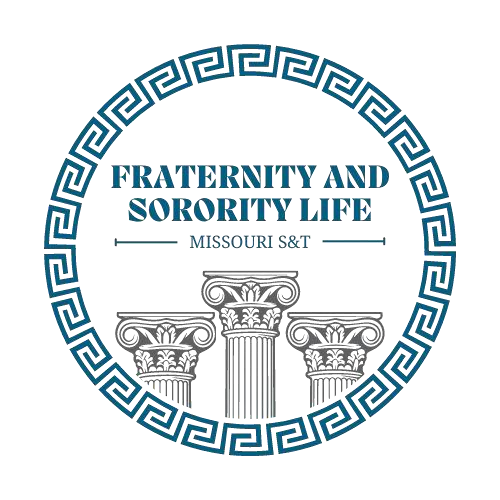 FRATERNITY AND
SORORITY LIFE
MISSOURI S&T